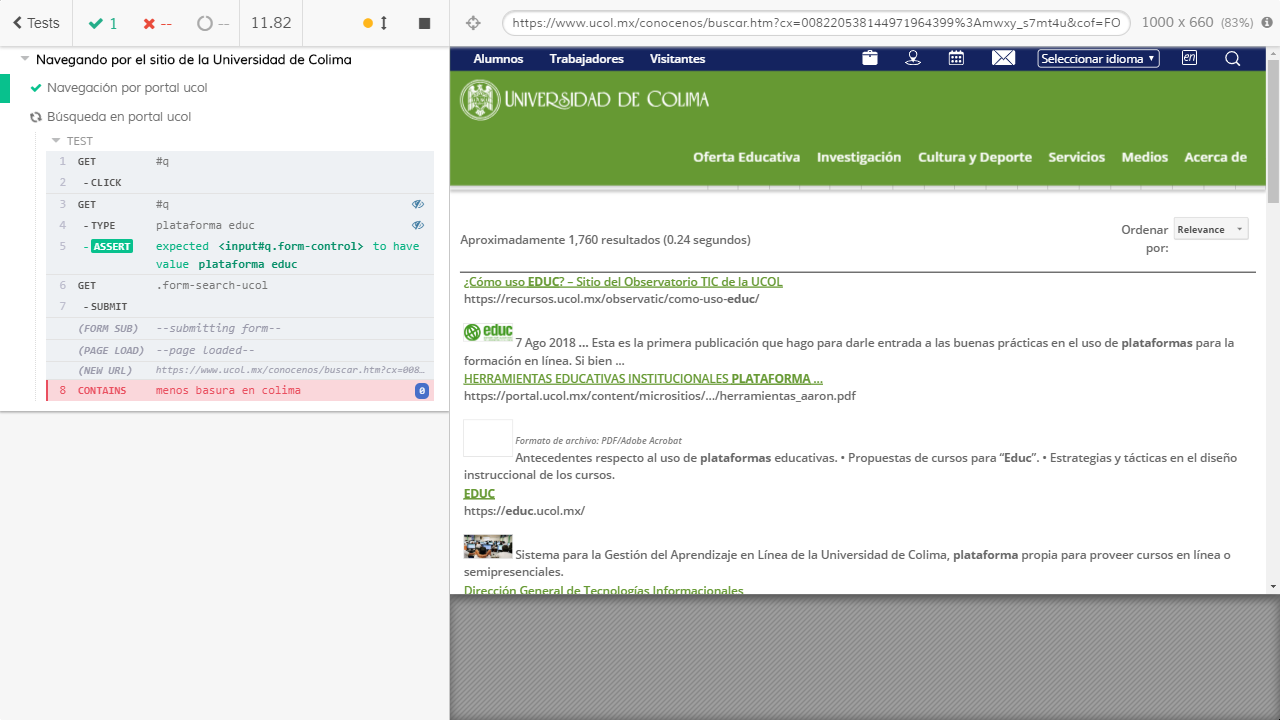 Tests
1
--
--
11.82
https://www.ucol.mx/conocenos/buscar.htm?cx=008220538144971964399%3Amwxy_s7mt4u&cof=FO
1000 x 660 (83%)
Navegando por el sitio de la Universidad de Colima
Navegación por portal ucol
Búsqueda en portal ucol
TEST
1 GET #q
2 -CLICK
3 GET #q
4 -TYPE plataforma educ
5 -ASSERT expected <input#q.form-control> to have
value plataforma educ
6 GET .form-search-ucol
7 -SUBMIT
(FORM SUB) --submitting form--
(PAGE LOAD) --page loaded--
(NEW URL) https://www.ucol.mx/conocenos/buscar.htm?cx=008…
8 CONTAINS menos basura en colima 0
Alumnos Trabajadores Visitantes
Seleccionar idioma
en
UNIVERSIDAD DE COLIMA
Oferta Educativa Investigación Cultura y Deporte Servicios Medios Acerca de
Aproximadamente 1,760 resultados (0.24 segundos)
Ordenar
por:
Relevance
¿Cómo uso EDUC? – Sitio del Observatorio TIC de la UCOL
https://recursos.ucol.mx/observatic/como-uso-educ/
educ
7 Ago 2018 ... Esta es la primera publicación que hago para darle entrada a las buenas prácticas en el uso de plataformas para la
formación en línea. Si bien ...
HERRAMIENTAS EDUCATIVAS INSTITUCIONALES PLATAFORMA ...
https://portal.ucol.mx/content/micrositios/.../herramientas_aaron.pdf
Formato de archivo: PDF/Adobe Acrobat
Antecedentes respecto al uso de plataformas educativas. • Propuestas de cursos para “Educ”. • Estrategias y tácticas en el diseño
instruccional de los cursos.
EDUC
https://educ.ucol.mx/
Sistema para la Gestión del Aprendizaje en Línea de la Universidad de Colima, plataforma propia para proveer cursos en línea o
semipresenciales.
Dirección General de Tecnologías Informacionales